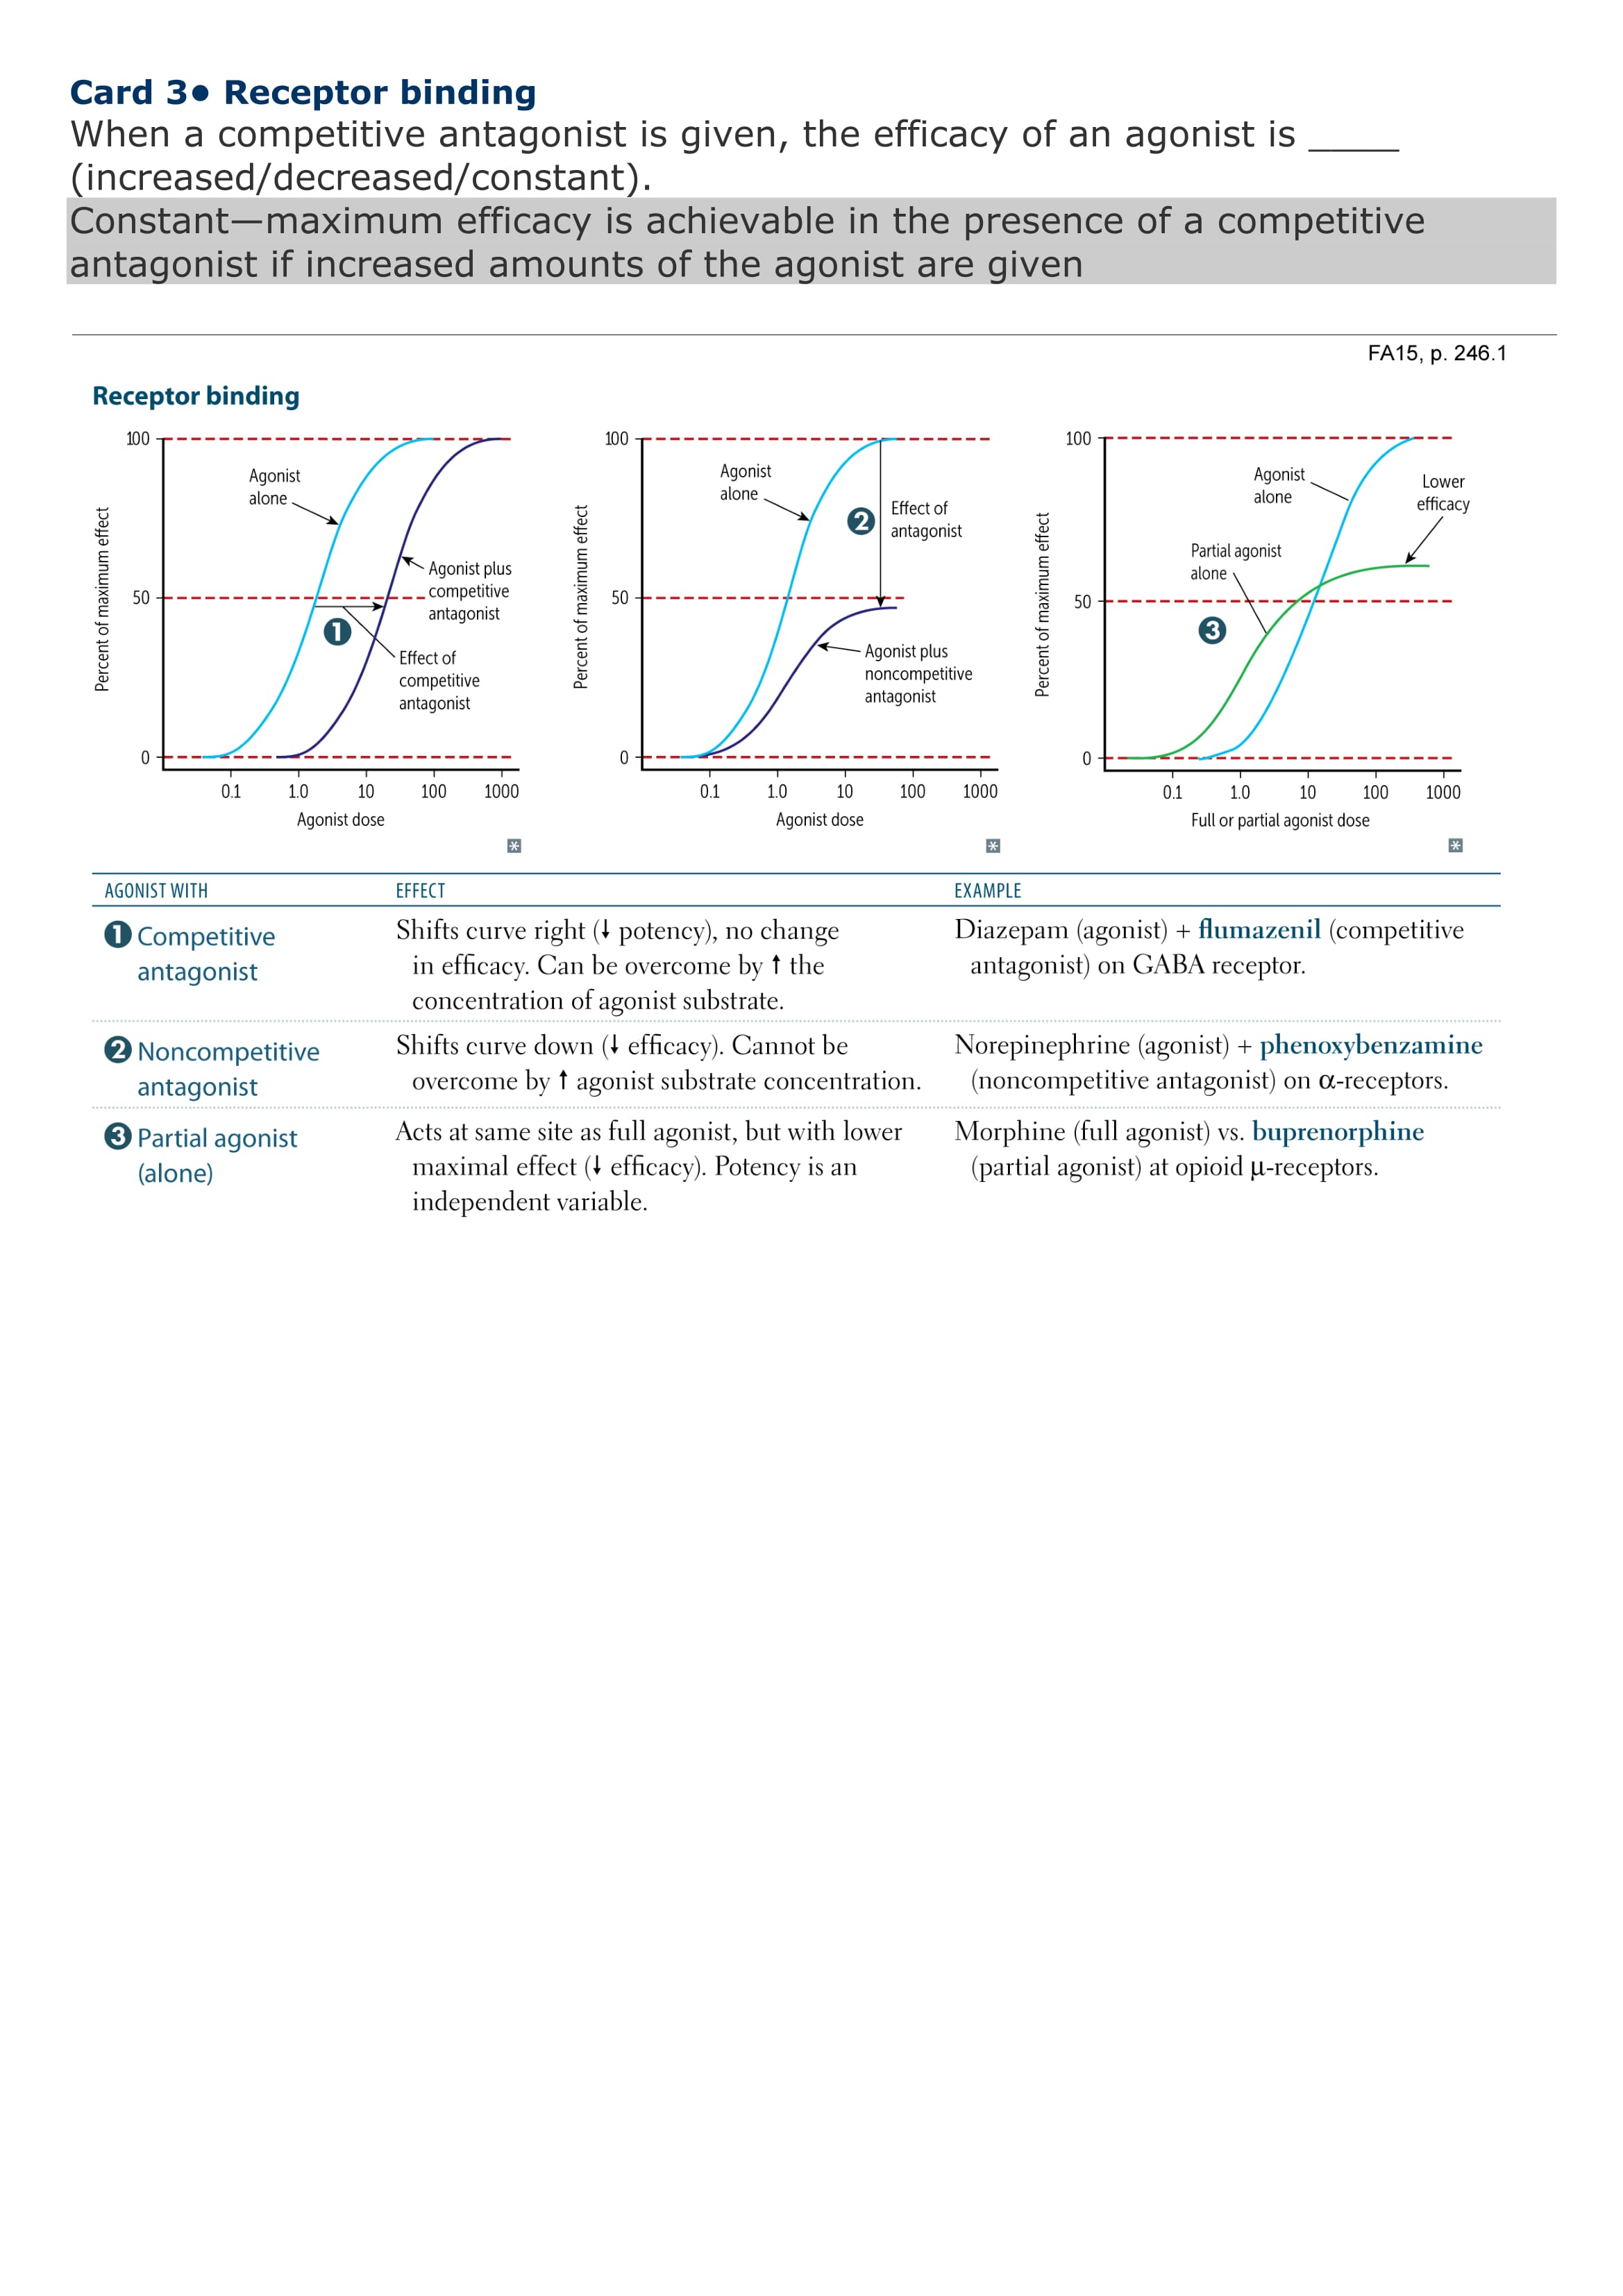 Card 3● Receptor binding
When a competitive antagonist is given, the efficacy of an agonist is ____
(increased/decreased/constant).
Constant—maximum efficacy is achievable in the presence of a competitive
antagonist if increased amounts of the agonist are given
FA15, p. 246.1
Receptor binding
Percent of maximum effect
100
50
0
Agonist
alone
Agonist plus
competitive
antagonist
1
Effect of
competitive
antagonist
0.1 1.0 10 100 1000
Agonist dose
*
Percent of maximum effect
100
50
0
Agonist
alone
2
Effect of
antagonist
Agonist plus
noncompetitive
antagonist
0.1 1.0 10 100 1000
Agonist dose
*
Percent of maximum effect
100
50
0
Agonist
alone
Lower
efficacy
Partial agonist
alone
3
0.1 1.0 10 100 1000
Full or partial agonist dose
*
AGONIST WITH EFFECT EXAMPLE
1 Competitive
antagonist
Shifts curve right (↓ potency), no change
in efficacy. Can be overcome by ↑ the
concentration of agonist substrate.
Diazepam (agonist) + flumazenil (competitive
antagonist) on GABA receptor.
2 Noncompetitive
antagonist
Shifts curve down (↓ efficacy). Cannot be
overcome by ↑ agonist substrate concentration.
Norepinephrine (agonist) + phenoxybenzamine
(noncompetitive antagonist) on α-receptors.
3 Partial agonist
(alone)
Acts at same site as full agonist, but with lower
maximal effect (↓ efficacy). Potency is an
independent variable.
Morphine (full agonist) vs. buprenorphine
(partial agonist) at opioid μ-receptors.